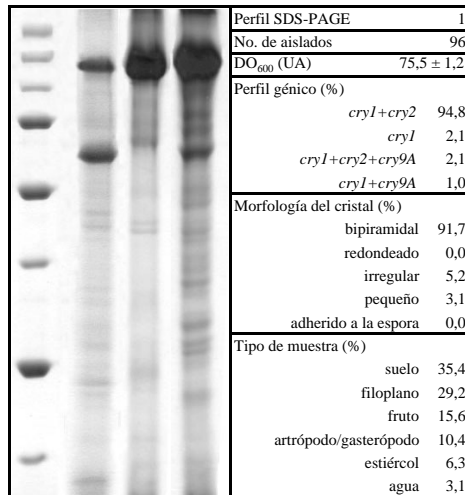 Perfil SDS-PAGE 1
No. de aislados 96
DO600 (UA) 75,5 ± 1,2
Perfil génico (%)
cry1+cry2 94,8
cry1 2,1
cry1+cry2+cry9A 2,1
cry1+cry9A 1,0
Morfología del cristal (%)
bipiramidal 91,7
redondeado 0,0
irregular 5,2
pequeño 3,1
adherido a la espora 0,0
Tipo de muestra (%)
suelo 35,4
filoplano 29,2
fruto 15,6
artrópodo/gasterópodo 10,4
estiércol 6,3
agua 3,1